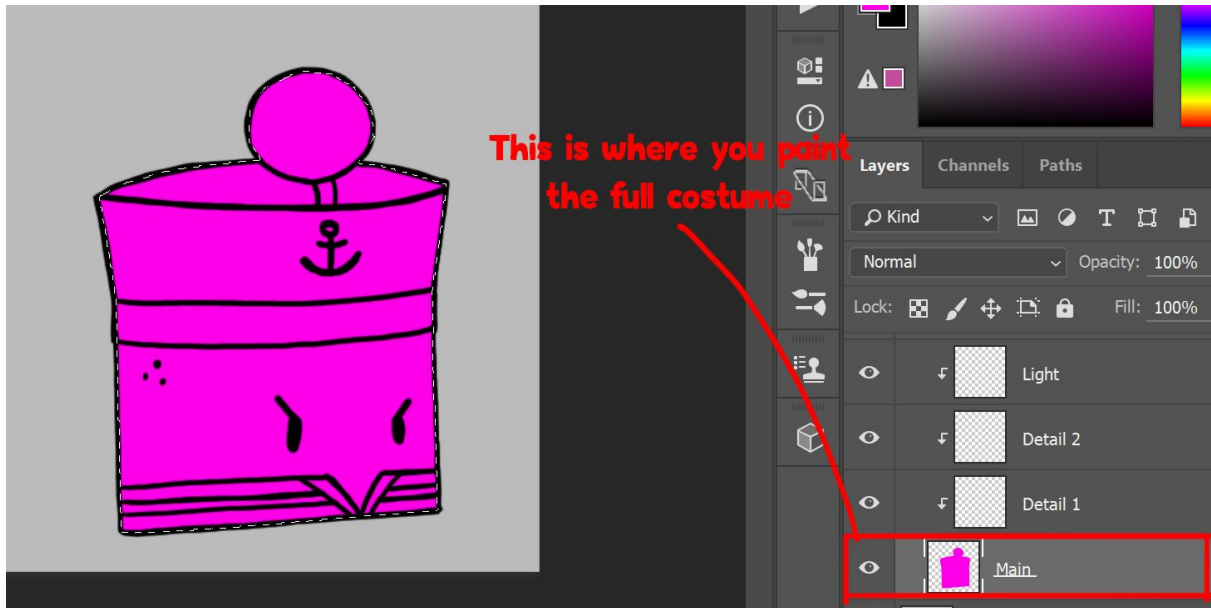 This is where you paint
the full costume
Layers Channels Paths
Kind
Normal Opacity: 100%
Lock: Fill: 100%
Light
Detail 2
Detail 1
Main